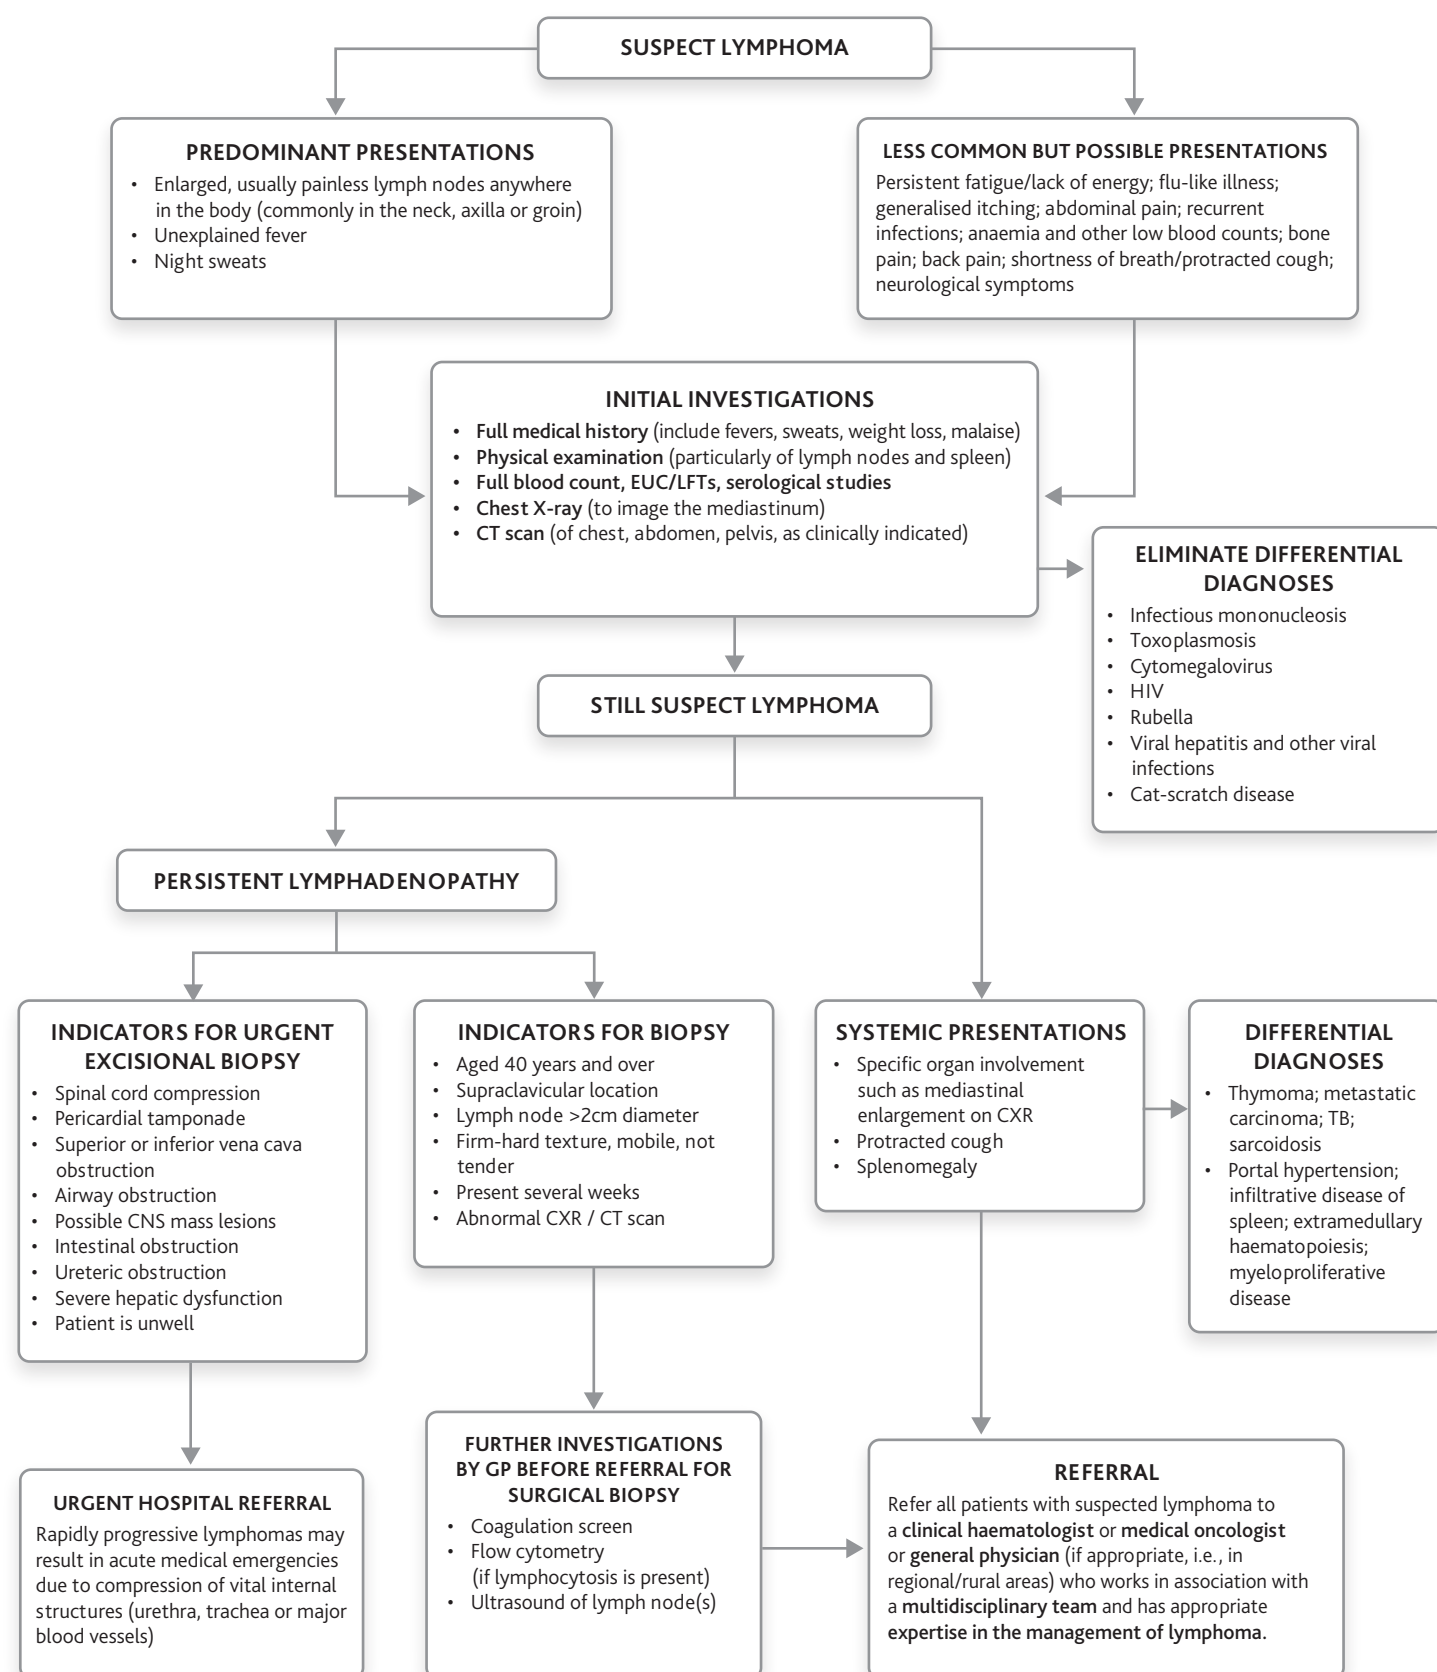 SUSPECT LYMPHOMA
PREDOMINANT PRESENTATIONS
• Enlarged, usually painless lymph nodes anywhere
in the body (commonly in the neck, axilla or groin)
• Unexplained fever
• Night sweats
LESS COMMON BUT POSSIBLE PRESENTATIONS
Persistent fatigue/lack of energy; flu-like illness;
generalised itching; abdominal pain; recurrent
infections; anaemia and other low blood counts; bone
pain; back pain; shortness of breath/protracted cough;
neurological symptoms
INITIAL INVESTIGATIONS
• Full medical history (include fevers, sweats, weight loss, malaise)
• Physical examination (particularly of lymph nodes and spleen)
• Full blood count, EUC/LFTs, serological studies
• Chest X-ray (to image the mediastinum)
• CT scan (of chest, abdomen, pelvis, as clinically indicated)
ELIMINATE DIFFERENTIAL
DIAGNOSES
• Infectious mononucleosis
• Toxoplasmosis
• Cytomegalovirus
• HIV
• Rubella
• Viral hepatitis and other viral
infections
• Cat-scratch disease
STILL SUSPECT LYMPHOMA
PERSISTENT LYMPHADENOPATHY
INDICATORS FOR URGENT
EXCISIONAL BIOPSY
• Spinal cord compression
• Pericardial tamponade
• Superior or inferior vena cava
obstruction
• Airway obstruction
• Possible CNS mass lesions
• Intestinal obstruction
• Ureteric obstruction
• Severe hepatic dysfunction
• Patient is unwell
INDICATORS FOR BIOPSY
• Aged 40 years and over
• Supraclavicular location
• Lymph node >2cm diameter
• Firm-hard texture, mobile, not
tender
• Present several weeks
• Abnormal CXR / CT scan
SYSTEMIC PRESENTATIONS
• Specific organ involvement
such as mediastinal
enlargement on CXR
• Protracted cough
• Splenomegaly
DIFFERENTIAL
DIAGNOSES
• Thymoma; metastatic
carcinoma; TB;
sarcoidosis
• Portal hypertension;
infiltrative disease of
spleen; extramedullary
haematopoiesis;
myeloproliferative
disease
URGENT HOSPITAL REFERRAL
Rapidly progressive lymphomas may
result in acute medical emergencies
due to compression of vital internal
structures (urethra, trachea or major
blood vessels)
FURTHER INVESTIGATIONS
BY GP BEFORE REFERRAL FOR
SURGICAL BIOPSY
• Coagulation screen
• Flow cytometry
(if lymphocytosis is present)
• Ultrasound of lymph node(s)
REFERRAL
Refer all patients with suspected lymphoma to
a clinical haematologist or medical oncologist
or general physician (if appropriate, i.e., in
regional/rural areas) who works in association with
a multidisciplinary team and has appropriate
expertise in the management of lymphoma.